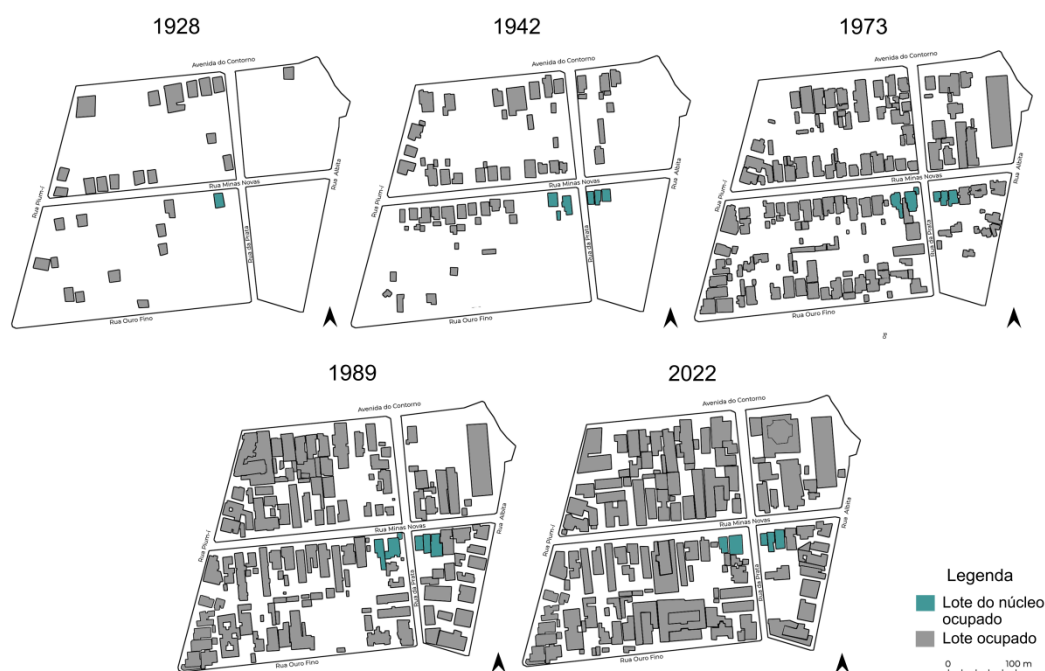 1928
Avenida do Contorno
Rua Pium-í
Rua Minas Novas
Rua Albita
Rua da Prata
Rua Ouro Fino
1942
Avenida do Contorno
Rua Pium-í
Rua Minas Novas
Rua Albita
Rua da Prata
Rua Ouro Fino
1973
Avenida do Contorno
Rua Pium-í
Rua Minas Novas
Rua Albita
Rua da Prata
Rua Ouro Fino
1989
Avenida do Contorno
Rua Pium-í
Rua Minas Novas
Rua Albita
Rua da Prata
Rua Ouro Fino
2022
Avenida do Contorno
Rua Pium-í
Rua Minas Novas
Rua Albita
Rua da Prata
Rua Ouro Fino
Legenda
Lote do núcleo
ocupado
Lote ocupado
0 100 m